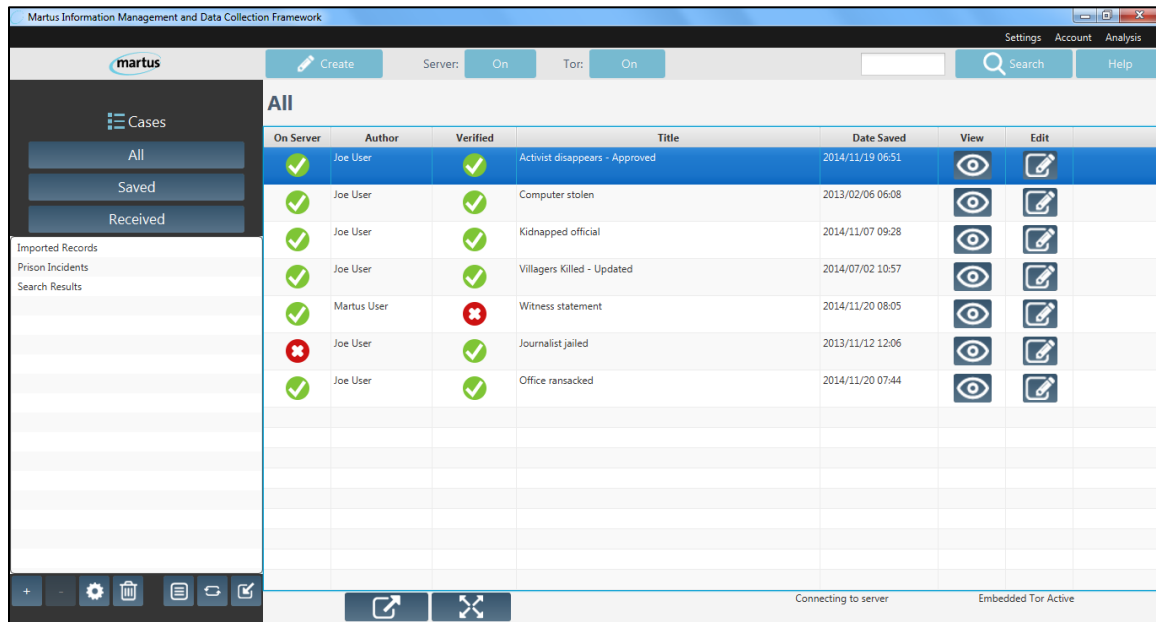 Martus Information Management and Data Collection Framework
Settings Account Analysis
martus
Create Server: On Tor: On Search Help
Cases
All
Saved
Received
Imported Records
Prison Incidents
Search Results
All
On Server Author Verified Title Date Saved View Edit
Joe User Activist disappears - Approved 2014/11/19 06:51
Joe User Computer stolen 2013/02/06 06:08
Joe User Kidnapped official 2014/11/07 09:28
Joe User Villagers Killed - Updated 2014/07/02 10:57
Martus User Witness statement 2014/11/20 08:05
Joe User Journalist jailed 2013/11/12 12:06
Joe User Office ransacked 2014/11/20 07:44
+ -
Connecting to server Embedded Tor Active